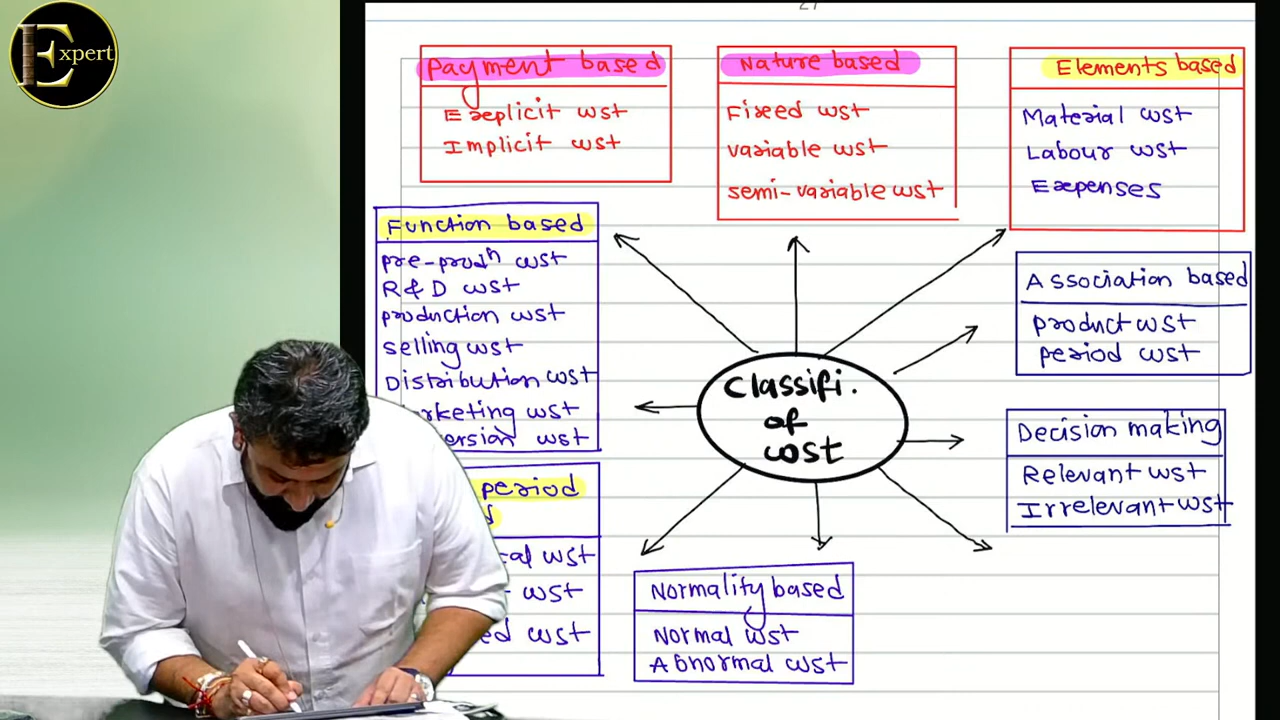 Expert
Payment based
Explicit cost
Implicit cost
Nature based
Fixed cost
variable cost
semi-variable cost
Elements based
Material cost
Labour cost
Expenses
Function based
pre-prodn cost
R&D cost
production cost
selling cost
Distribution cost
rketing cost
ersion cost
period
cal cost
cost
ed cost
Classifi.
of
cost
Association based
product cost
period cost
Decision making
Relevant cost
Irrelevant cost
Normality based
Normal cost
Abnormal cost